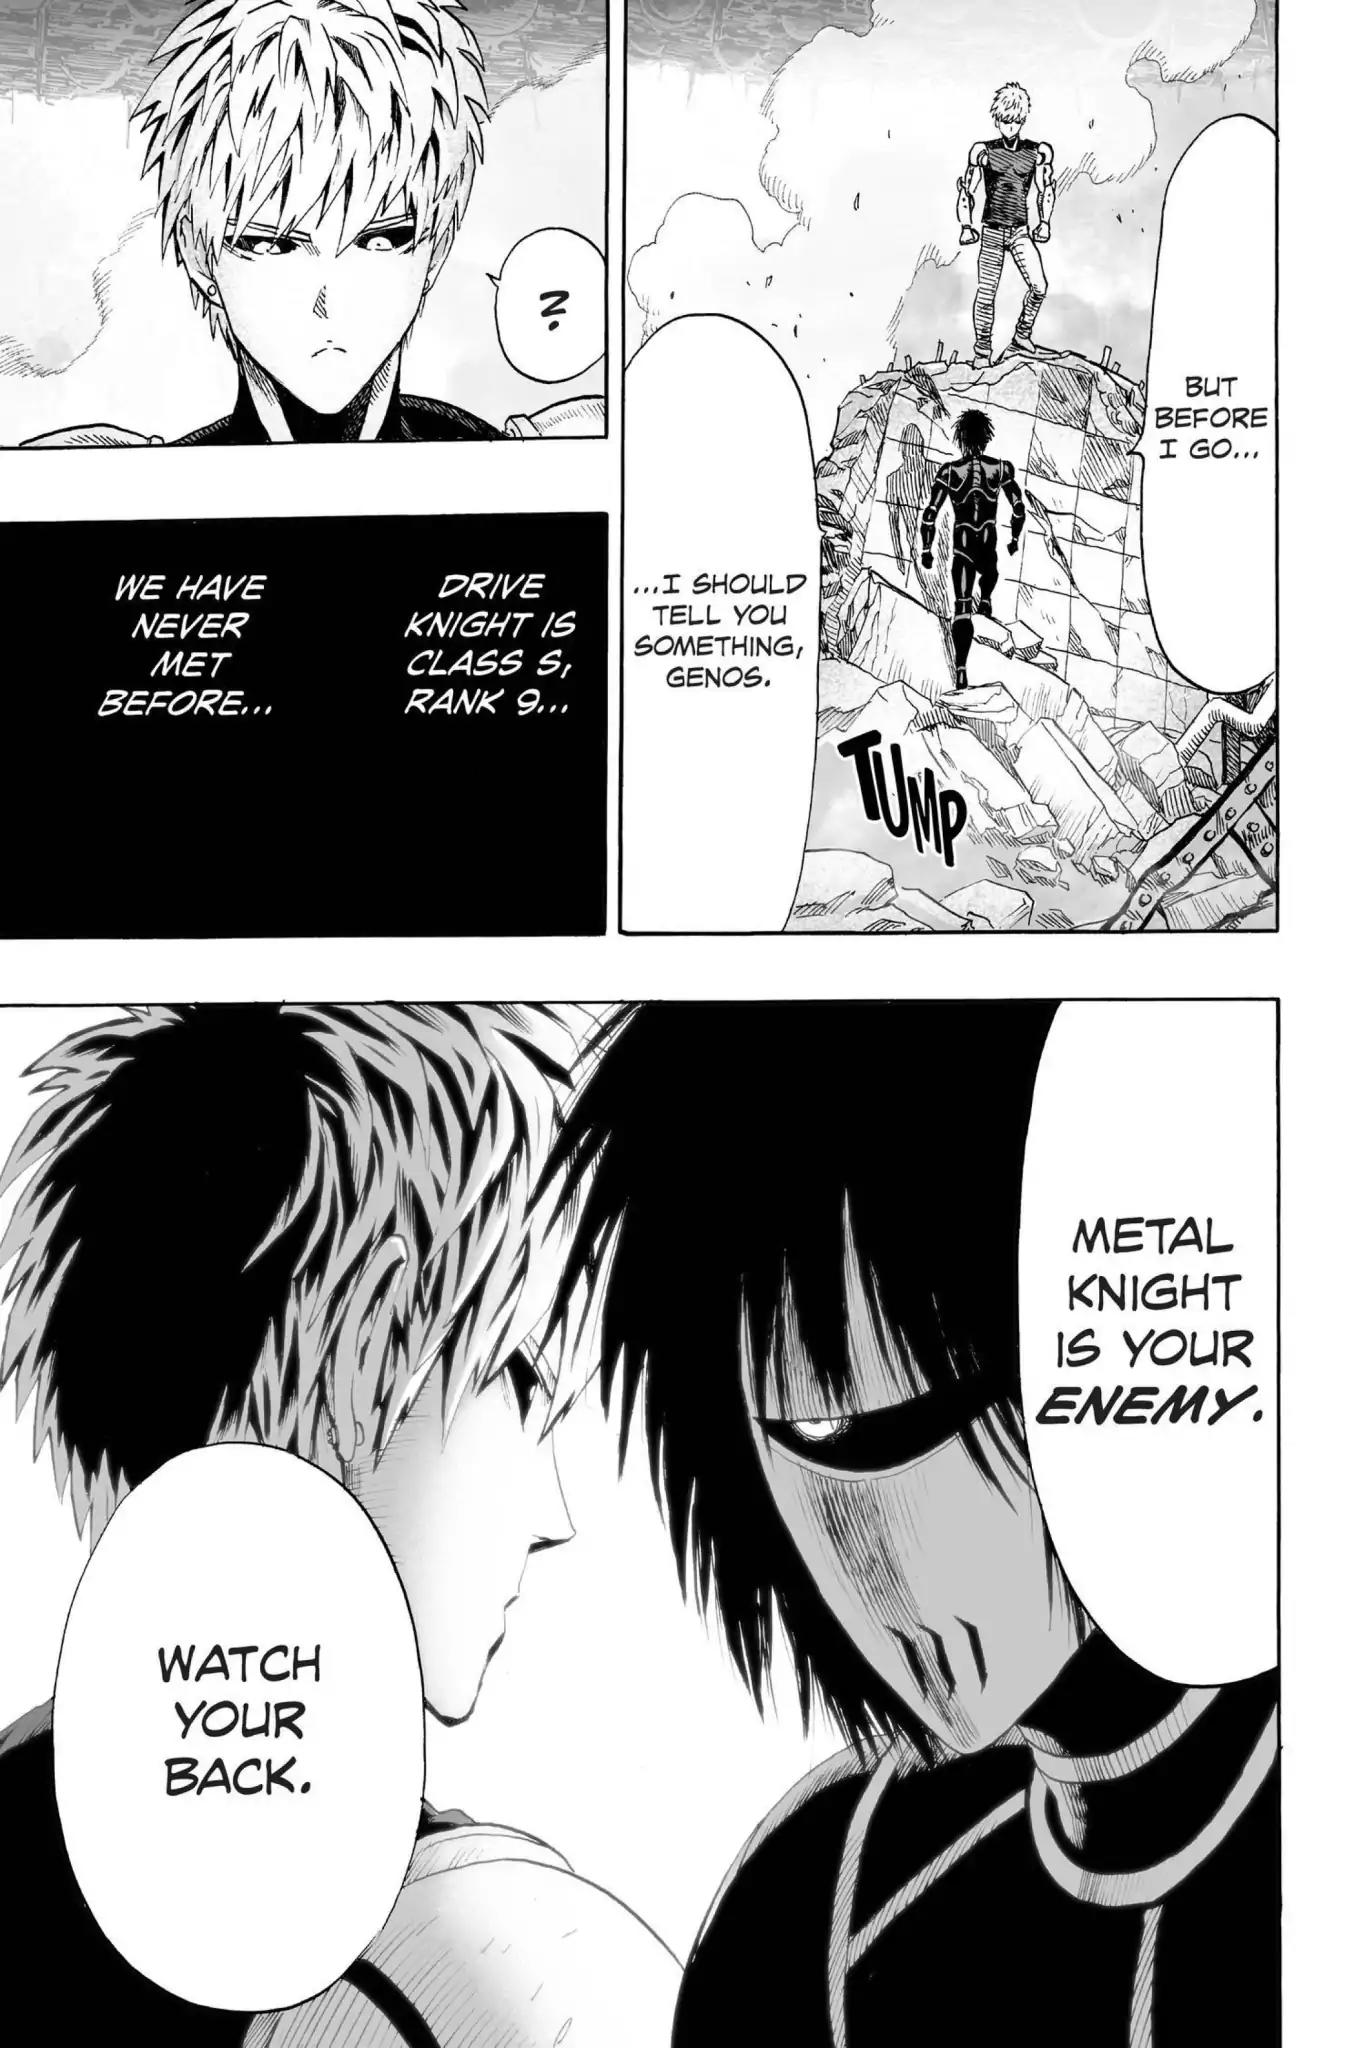 BUT
BEFORE
I GO...
...I SHOULD
TELL YOU
SOMETHING,
GENOS.
TUMP
?
DRIVE
KNIGHT IS
CLASS S,
RANK 9...
WE HAVE
NEVER
MET
BEFORE...
METAL
KNIGHT
IS YOUR
ENEMY.
WATCH
YOUR
BACK.